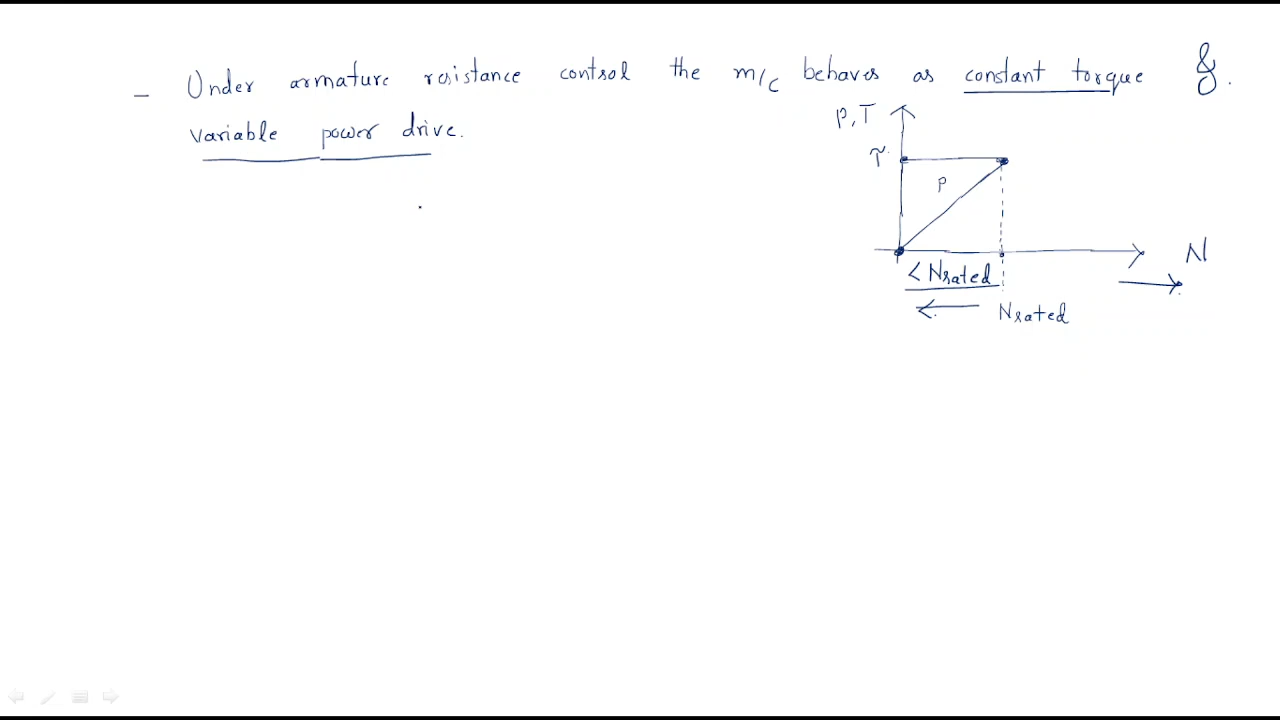 – Under armature resistance control the m/c behaves as constant torque &.
variable power drive.
P, T
T
P
N
< Nrated
Nrated